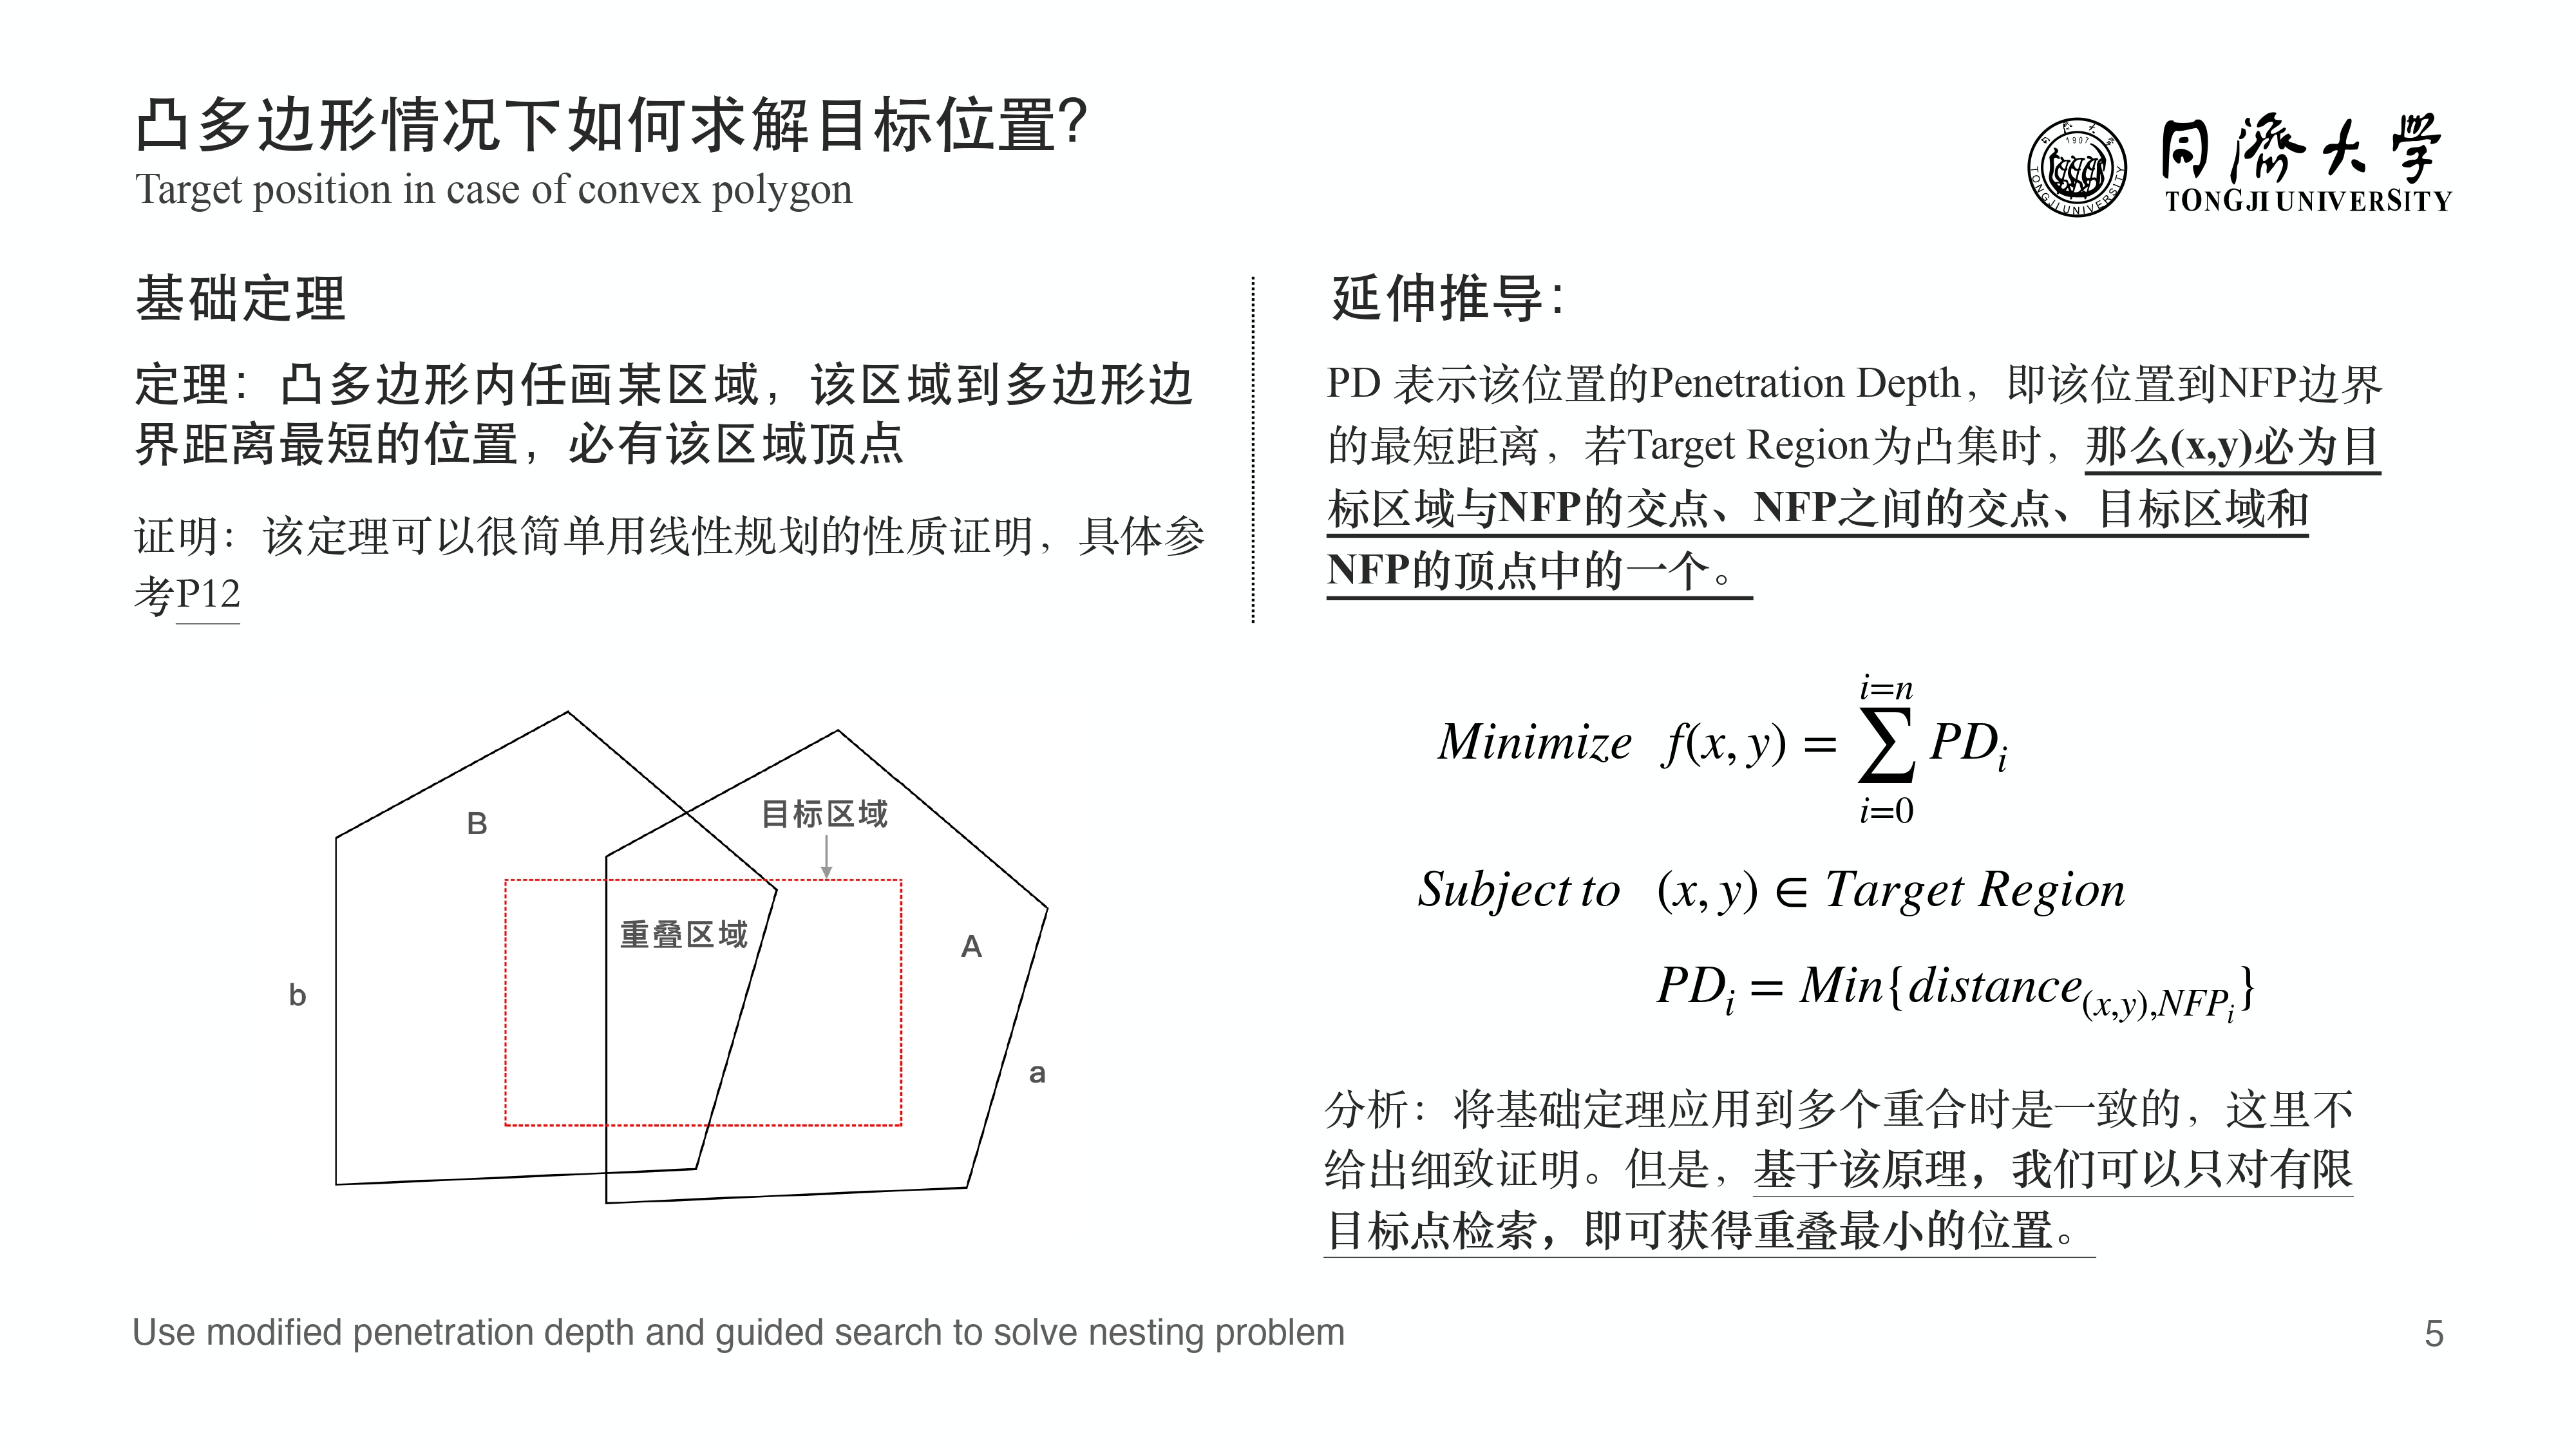 凸多边形情况下如何求解目标位置？
Target position in case of convex polygon
1907
TONGJI UNIVERSITY
同濟大学
TONGJI UNIVERSITY
基础定理
定理：凸多边形内任画某区域，该区域到多边形边
界距离最短的位置，必有该区域顶点
证明：该定理可以很简单用线性规划的性质证明，具体参
考P12
B
目标区域
重叠区域
A
b
a
延伸推导：
PD 表示该位置的Penetration Depth，即该位置到NFP边界
的最短距离，若Target Region为凸集时，那么(x,y)必为目
标区域与NFP的交点、NFP之间的交点、目标区域和
NFP的顶点中的一个。
Minimize f(x, y) = \sum_{i=0}^{i=n} PD_i
Subject to (x, y) ∈ Target Region
PD_i = Min{distance_{(x,y),NFP_i}}
分析：将基础定理应用到多个重合时是一致的，这里不
给出细致证明。但是，基于该原理，我们可以只对有限
目标点检索，即可获得重叠最小的位置。
Use modified penetration depth and guided search to solve nesting problem
5